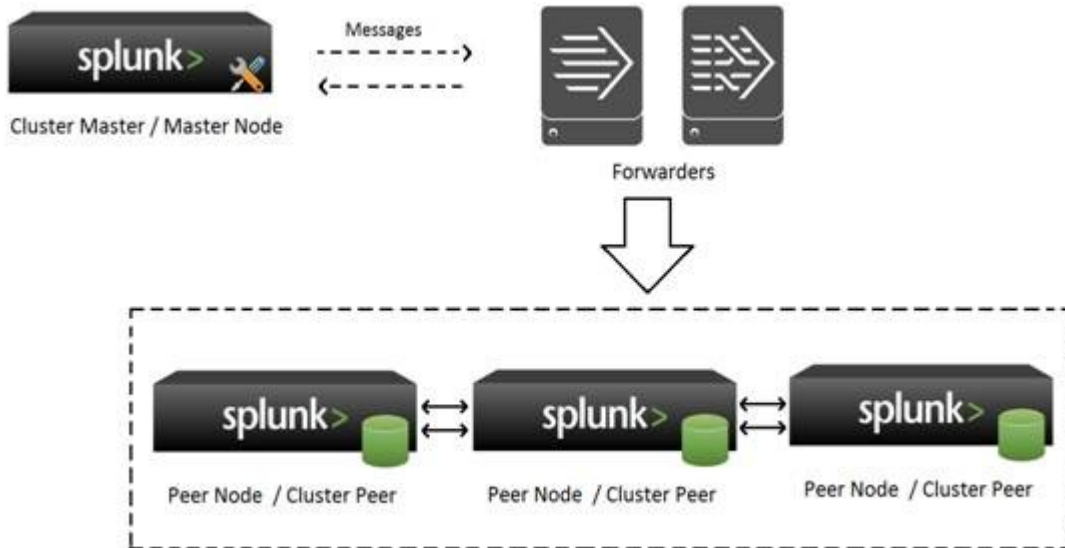 splunk>
Messages
Cluster Master / Master Node
Forwarders
splunk>
splunk>
splunk>
Peer Node / Cluster Peer
Peer Node / Cluster Peer
Peer Node / Cluster Peer